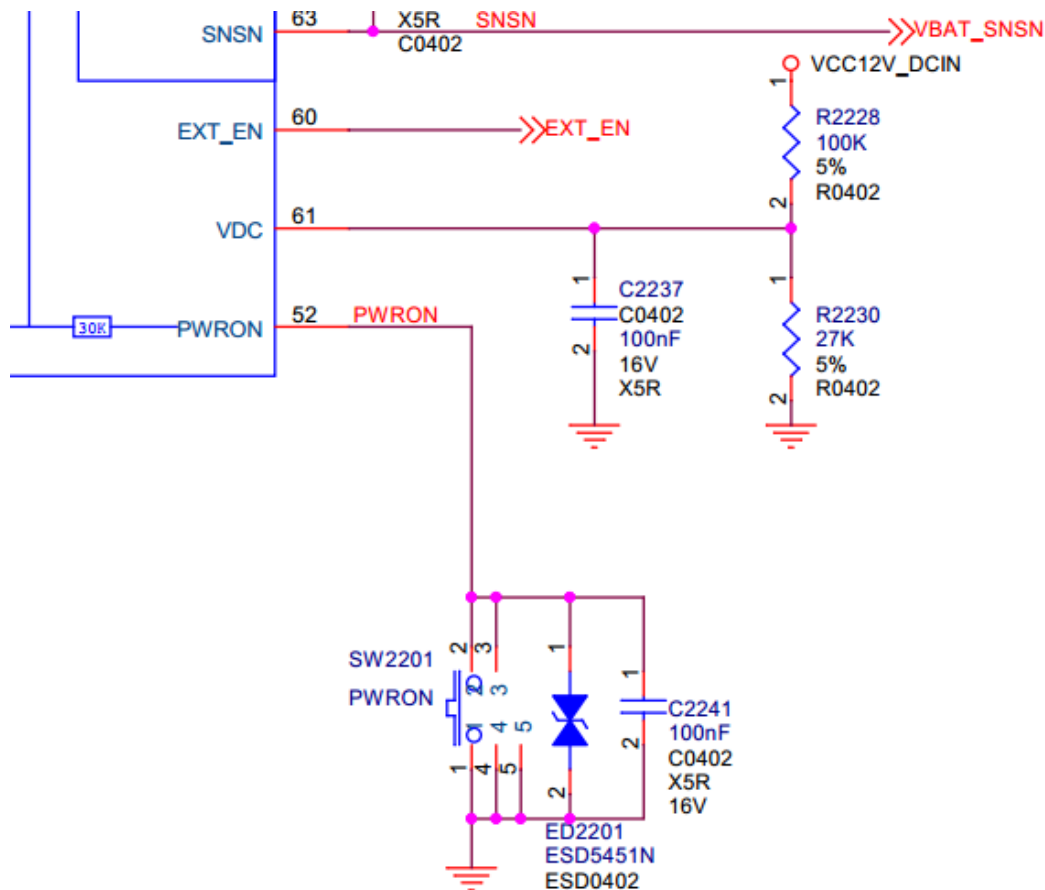 63
X5R
SNSN
SNSN
C0402
VBAT_SNSN
VCC12V_DCIN
1
R2228
100K
5%
R0402
2
60
EXT_EN
EXT_EN
61
VDC
1
C2237
C0402
100nF
16V
X5R
2
1
R2230
27K
5%
R0402
2
52
PWRON
30K
PWRON
SW2201
PWRON
2
3
2
3
1
4
5
1
4
5
1
2
ED2201
ESD5451N
ESD0402
1
C2241
100nF
C0402
X5R
16V
2